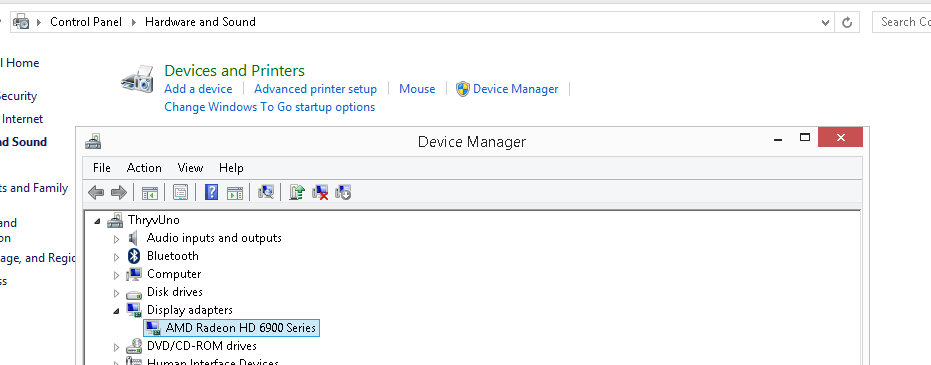 Control Panel Hardware and Sound
Search Co
l Home
Devices and Printers
Add a device Advanced printer setup Mouse Device Manager
ecurity
Change Windows To Go startup options
Internet
nd Sound
Device Manager
File Action View Help
ts and Family
ThryvUno
nd
Audio inputs and outputs
on
Bluetooth
age, and Regio
Computer
ss
Disk drives
Display adapters
AMD Radeon HD 6900 Series
DVD/CD-ROM drives
Human Interface Devices